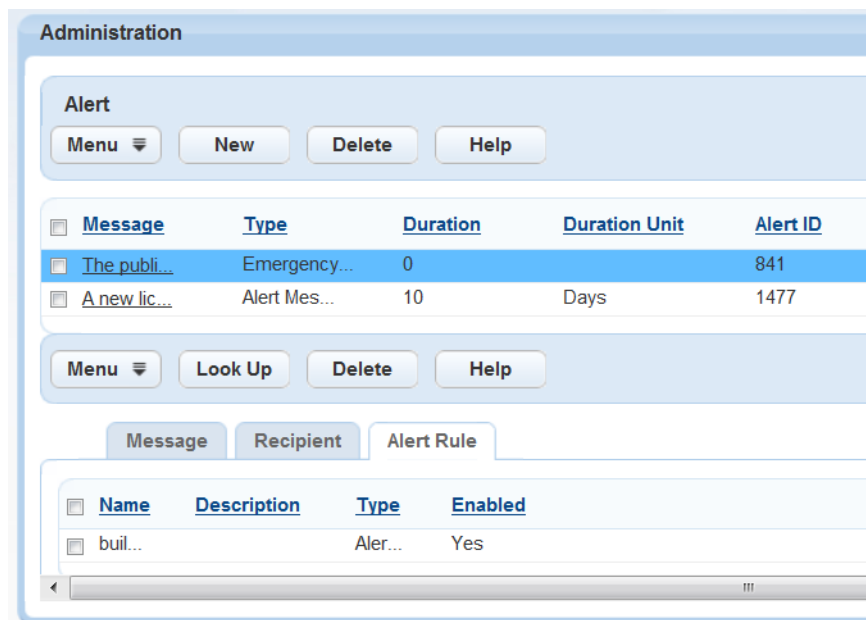 Administration
Alert
Menu New Delete Help
Message Type Duration Duration Unit Alert ID
The publi... Emergency... 0 841
A new lic... Alert Mes... 10 Days 1477
Menu Look Up Delete Help
Message Recipient Alert Rule
Name Description Type Enabled
buil... Aler... Yes